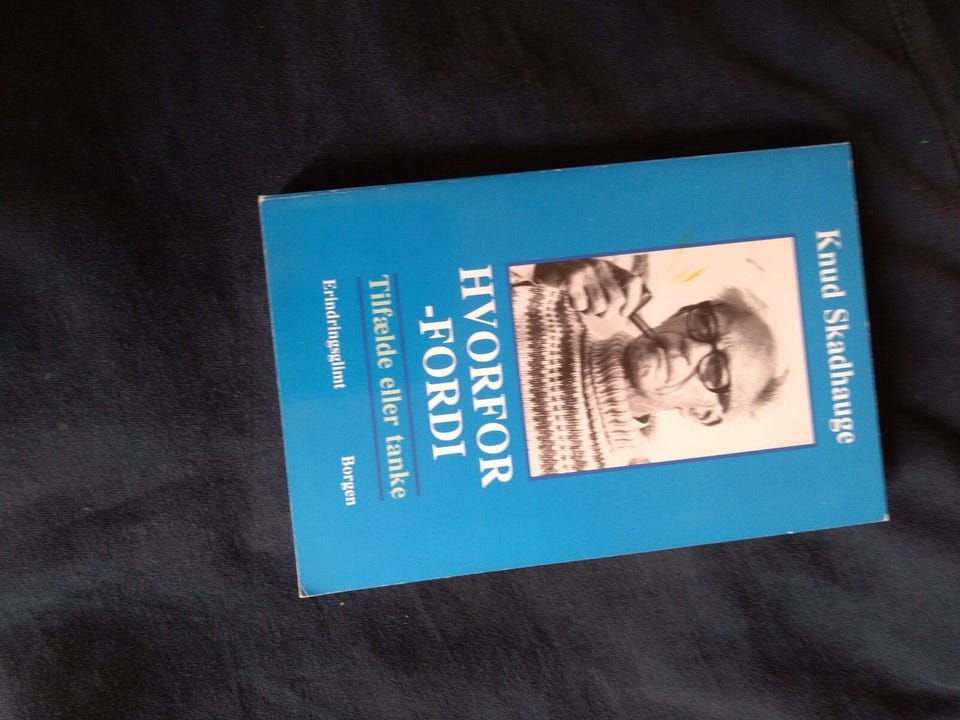 Knud Skadhauge
HVORFOR
-FORDI
Tilfælde eller tanke
Erindringsglimt Borgen